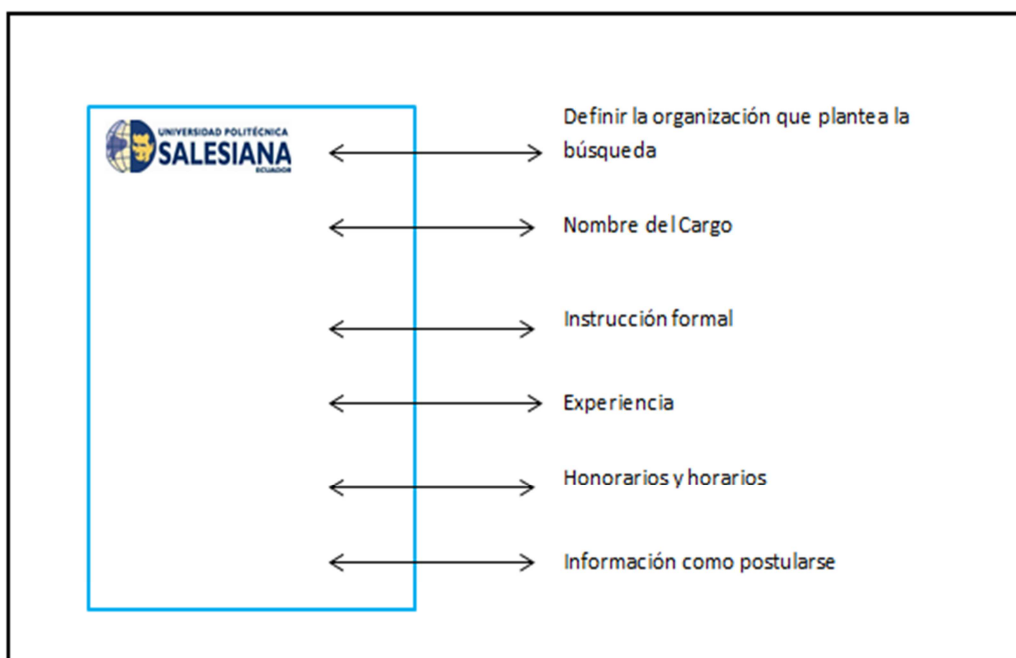 UNIVERSIDAD POLITÉCNICA
SALESIANA
ECUADOR
Definir la organización que plantea la
búsqueda
Nombre del Cargo
Instrucción formal
Experiencia
Honorarios y horarios
Información como postularse